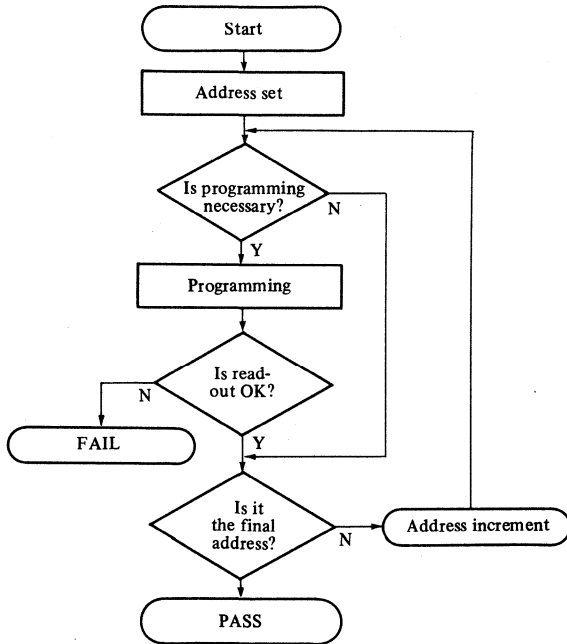 Start
Address set
Is programming
necessary?
N
Y
Programming
Is read-
out OK?
N
Y
FAIL
Is it
the final
address?
N
Address increment
PASS